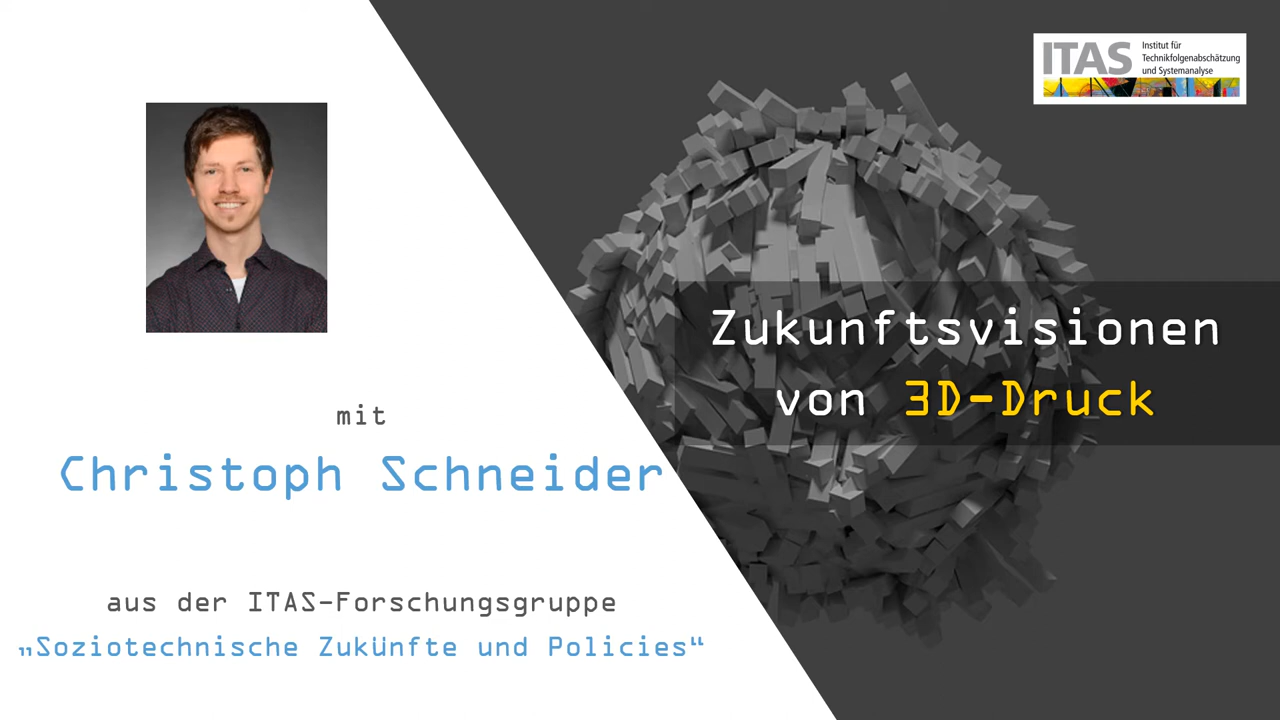 ITAS
Institut für
Technikfolgenabschätzung
und Systemanalyse
Zukunftsvisionen
von 3D-Druck
mit
Christoph Schneider
aus der ITAS-Forschungsgruppe
„Soziotechnische Zukünfte und Policies“